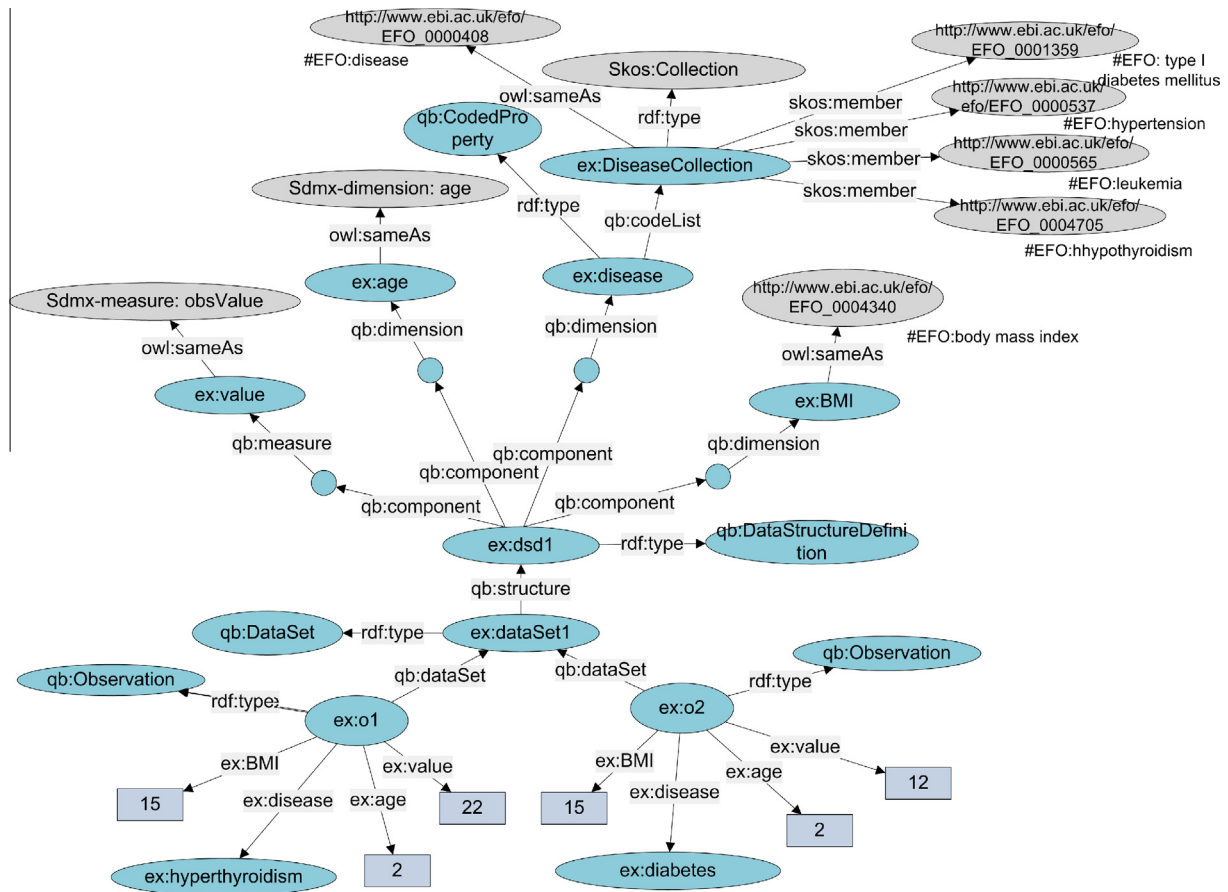 http://www.ebi.ac.uk/efo/
EFO_0000408
#EFO:disease
http://www.ebi.ac.uk/efo/
EFO_0001359
#EFO: type I
diabetes mellitus
Skos:Collection
owl:sameAs
rdf:type
skos:member
http://www.ebi.ac.uk/
efo/EFO_0000537
#EFO:hypertension
qb:CodedPro
perty
skos:member
ex:DiseaseCollection
skos:member
http://www.ebi.ac.uk/efo/
EFO_0000565
#EFO:leukemia
Sdmx-dimension: age
rdf:type
skos:member
http://www.ebi.ac.uk/efo/
EFO_0004705
#EFO:hhypothyroidism
qb:codeList
owl:sameAs
ex:age
ex:disease
Sdmx-measure: obsValue
http://www.ebi.ac.uk/efo/
EFO_0004340
#EFO:body mass index
qb:dimension
qb:dimension
owl:sameAs
owl:sameAs
ex:value
ex:BMI
qb:measure
qb:dimension
qb:component
qb:component
qb:component
qb:component
ex:dsd1
rdf:type
qb:DataStructureDefini
tion
qb:structure
qb:DataSet
rdf:type
ex:dataSet1
qb:Observation
qb:dataSet
qb:dataSet
qb:Observation
rdf:type
rdf:type
ex:o1
ex:o2
ex:BMI
ex:value
ex:BMI
ex:value
ex:disease
ex:age
ex:disease
ex:age
15
22
15
12
2
2
ex:hyperthyroidism
ex:diabetes